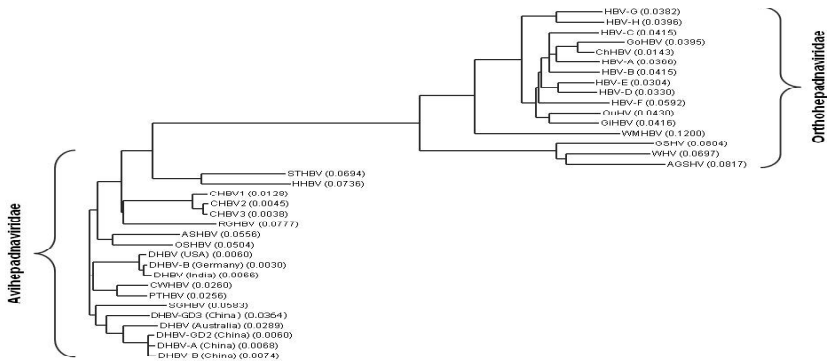 HBV-G (0.0382)
HBV-H (0.0396)
HBV-C (0.0415)
GoHBV (0.0395)
ChHBV (0.0143)
HBV-A (0.0366)
HBV-B (0.0415)
HBV-E (0.0304)
HBV-D (0.0330)
HBV-F (0.0592)
OuHV (0.0430)
GiHBV (0.0416)
WMHBV (0.1200)
GSHV (0.0804)
WHV (0.0697)
AGSHV (0.0817)
Orthohepadnaviridae
STHBV (0.0694)
HHBV (0.0736)
CHBV1 (0.0128)
CHBV2 (0.0045)
CHBV3 (0.0038)
RGHBV (0.0777)
ASHBV (0.0556)
OSHBV (0.0504)
DHBV (USA) (0.0060)
DHBV-B (Germany) (0.0030)
DHBV (India) (0.0066)
CWHBV (0.0260)
PTHBV (0.0256)
SGHBV (0.0583)
DHBV-GD3 (China) (0.0364)
DHBV (Australia) (0.0289)
DHBV-GD2 (China) (0.0060)
DHBV-A (China) (0.0068)
DHBV-B (China) (0.0074)
Avihepadnaviridae